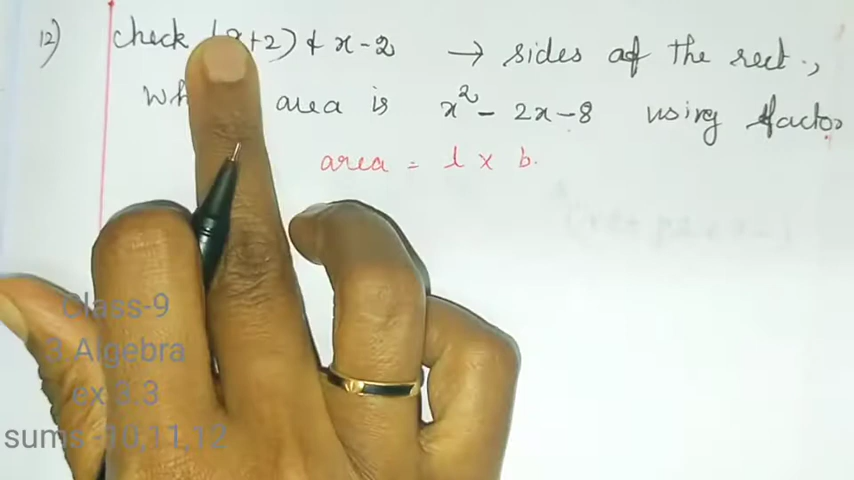 12) check (x+2) & x-2 → sides of the rect.,
area is x²- 2x-8 using factor
area = l x b.
Class-9
3.Algebra
ex 3.3
sums -10,11,12